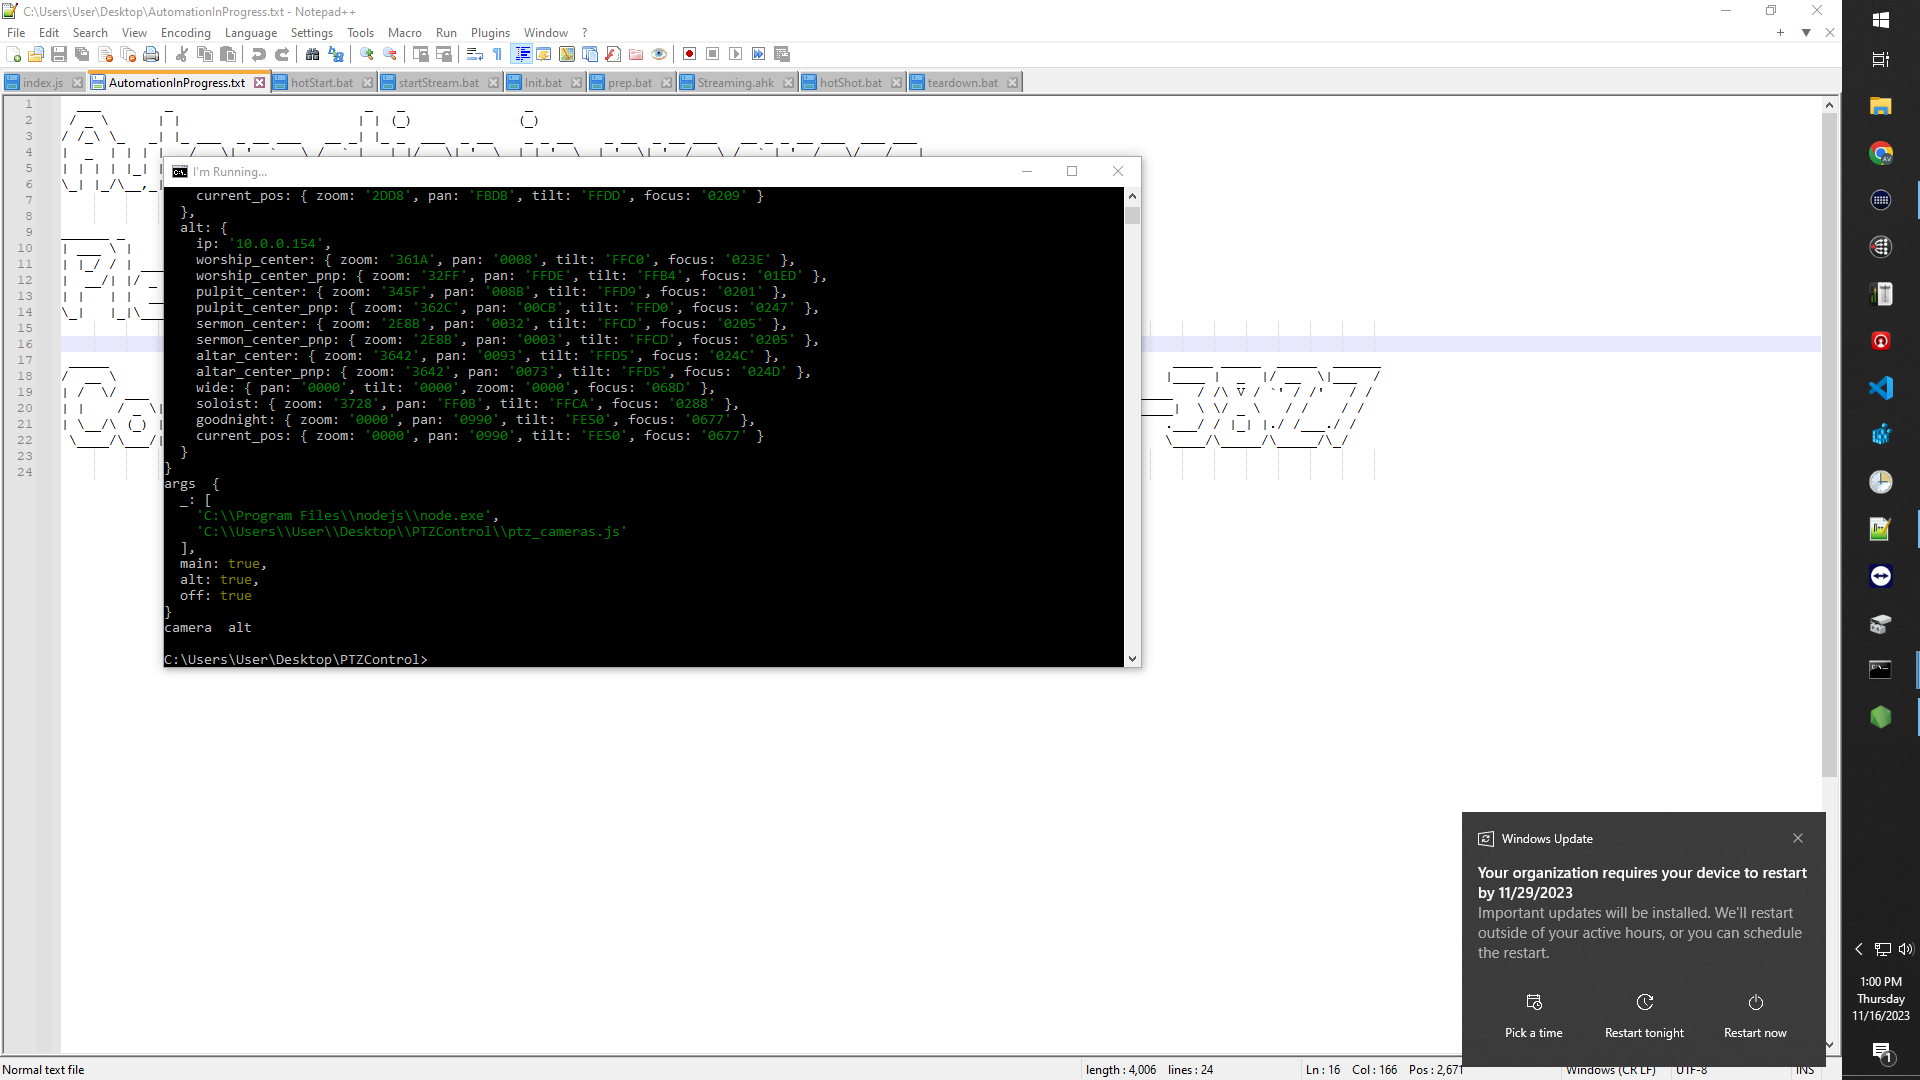 C:\Users\User\Desktop\AutomationInProgress.txt - Notepad++
File Edit Search View Encoding Language Settings Tools Macro Run Plugins Window ?
index.js AutomationInProgress.txt hotStart.bat startStream.bat Init.bat prep.bat Streaming.ahk hotShot.bat teardown.bat
1
2
3
4
5
6
7
8
9
10
11
12
13
14
15
16
17
18
19
20
21
22
23
24
I'm Running...
current_pos: { zoom: '2DD8', pan: 'FBDB', tilt: 'FFDD', focus: '0209' }
},
alt: {
ip: '10.0.0.154',
worship_center: { zoom: '361A', pan: '0008', tilt: 'FFC0', focus: '023E' },
worship_center_pnp: { zoom: '32FF', pan: 'FFDE', tilt: 'FFB4', focus: '01ED' },
pulpit_center: { zoom: '345F', pan: '008B', tilt: 'FFD9', focus: '0201' },
pulpit_center_pnp: { zoom: '362C', pan: '00CB', tilt: 'FFD0', focus: '0247' },
sermon_center: { zoom: '2E8B', pan: '0032', tilt: 'FFCD', focus: '0205' },
sermon_center_pnp: { zoom: '2E8B', pan: '0003', tilt: 'FFCD', focus: '0205' },
altar_center: { zoom: '3642', pan: '0093', tilt: 'FFD5', focus: '024C' },
altar_center_pnp: { zoom: '3642', pan: '0073', tilt: 'FFD5', focus: '024D' },
wide: { pan: '0000', tilt: '0000', zoom: '0000', focus: '068D' },
soloist: { zoom: '3728', pan: 'FF0B', tilt: 'FFCA', focus: '0288' },
goodnight: { zoom: '0000', pan: '0990', tilt: 'FE50', focus: '0677' },
current_pos: { zoom: '0000', pan: '0990', tilt: 'FE50', focus: '0677' }
}
}
args {
_: [
'C:\\Program Files\\nodejs\\node.exe',
'C:\\Users\\User\\Desktop\\PTZControl\\ptz_cameras.js'
],
main: true,
alt: true,
off: true
}
camera alt
C:\Users\User\Desktop\PTZControl>
Windows Update
Your organization requires your device to restart
by 11/29/2023
Important updates will be installed. We'll restart
outside of your active hours, or you can schedule
the restart.
Pick a time Restart tonight Restart now
1:00 PM
Thursday
11/16/2023
1
Normal text file length : 4,006 lines : 24 Ln : 16 Col : 166 Pos : 2,671 Windows (CR LF) UTF-8 INS